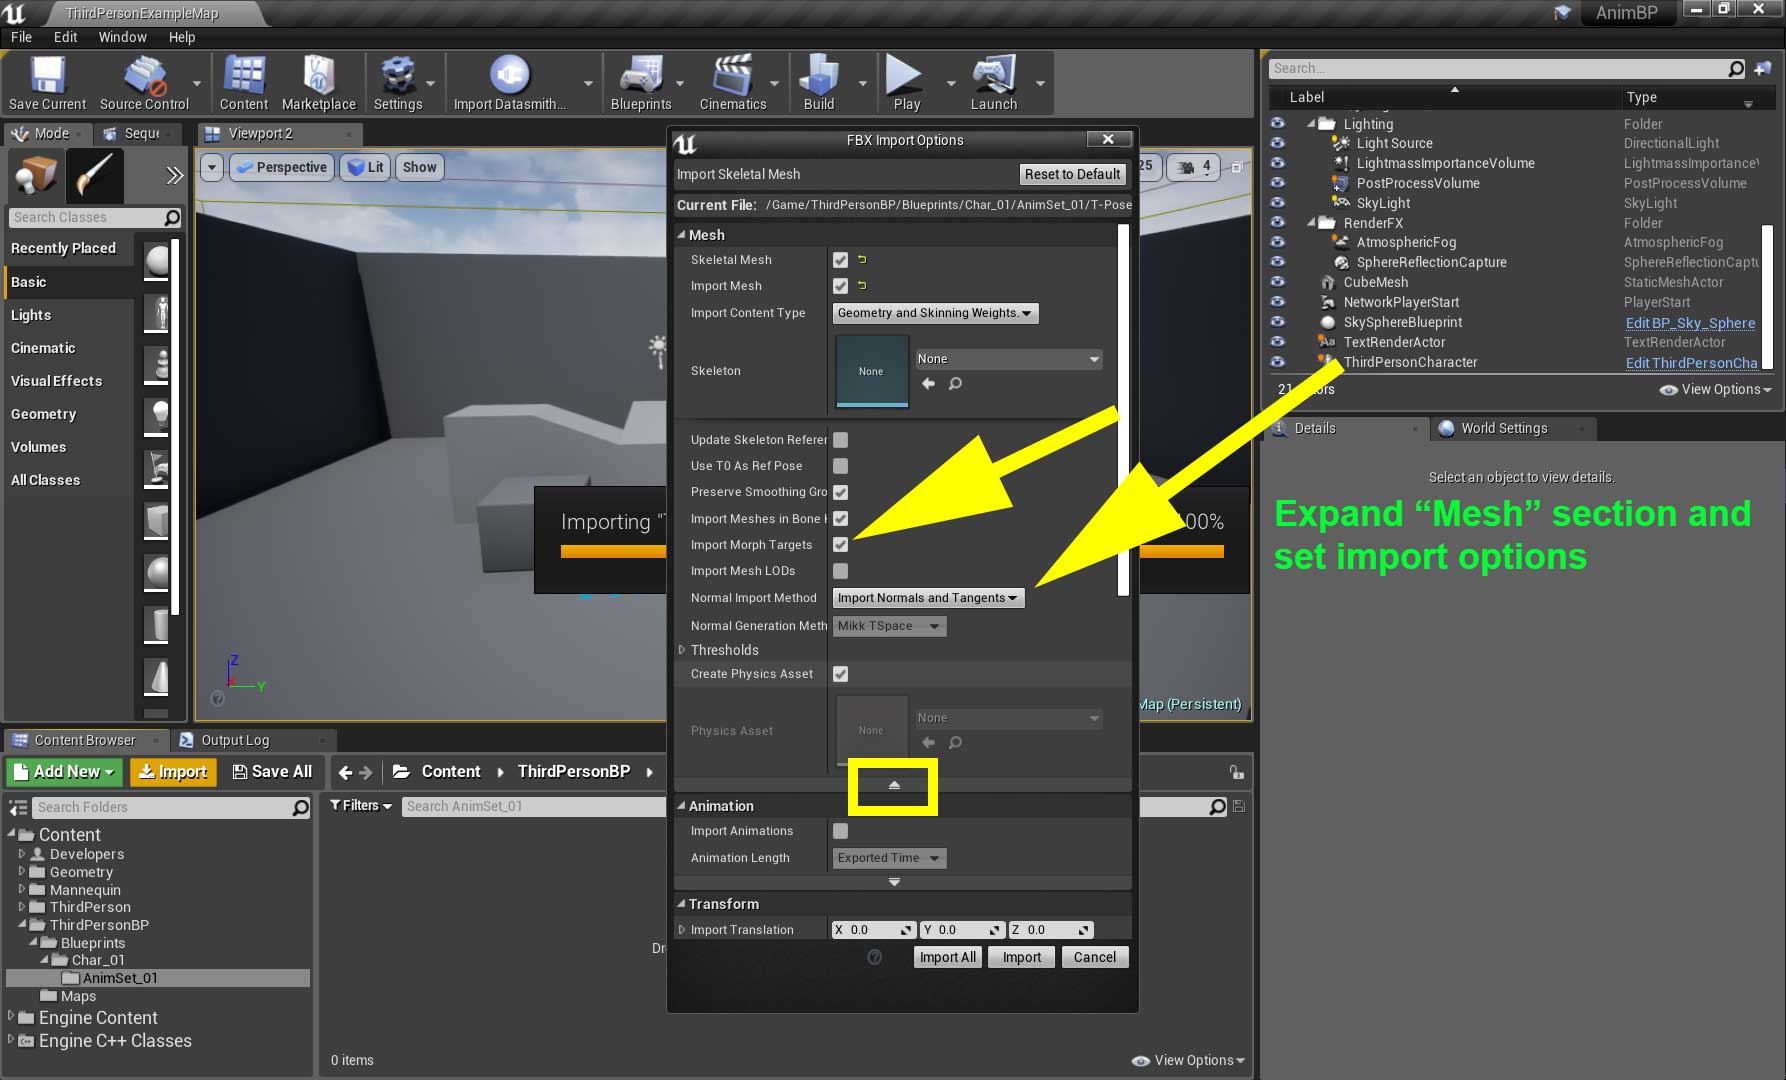 ThirdPersonExampleMap
AnimBP
File Edit Window Help
Save Current
Source Control
Content
Marketplace
Settings
Import Datasmith...
Blueprints
Cinematics
Build
Play
Launch
Mode
Seque
Viewport 2
Search Classes
Recently Placed
Basic
Lights
Cinematic
Visual Effects
Geometry
Volumes
All Classes
Perspective
Lit
Show
25
4
Importing "T
100%
Z
Y
Map (Persistent)
FBX Import Options
Import Skeletal Mesh
Reset to Default
Current File: /Game/ThirdPersonBP/Blueprints/Char_01/AnimSet_01/T-Pose
Mesh
Skeletal Mesh
Import Mesh
Import Content Type Geometry and Skinning Weights.
Skeleton None None
Update Skeleton Referen
Use T0 As Ref Pose
Preserve Smoothing Gro
Import Meshes in Bone H
Import Morph Targets
Import Mesh LODs
Normal Import Method Import Normals and Tangents
Normal Generation Meth Mikk TSpace
Thresholds
Create Physics Asset
Physics Asset None None
Animation
Import Animations
Animation Length Exported Time
Transform
Import Translation X 0.0 Y 0.0 Z 0.0
Import All Import Cancel
Search...
Label Type
Lighting Folder
Light Source DirectionalLight
LightmassImportanceVolume LightmassImportanceV
PostProcessVolume PostProcessVolume
SkyLight SkyLight
RenderFX Folder
AtmosphericFog AtmosphericFog
SphereReflectionCapture SphereReflectionCaptu
CubeMesh StaticMeshActor
NetworkPlayerStart PlayerStart
SkySphereBlueprint Edit BP_Sky_Sphere
TextRenderActor TextRenderActor
ThirdPersonCharacter Edit ThirdPersonCha
View Options
Details
World Settings
Select an object to view details.
Expand “Mesh” section and
set import options
Content Browser
Output Log
Add New
Import
Save All
Content
ThirdPersonBP
Search Folders
Filters
Search AnimSet_01
Content
Developers
Geometry
Mannequin
ThirdPerson
ThirdPersonBP
Blueprints
Char_01
AnimSet_01
Maps
Engine Content
Engine C++ Classes
Dr
0 items
View Options